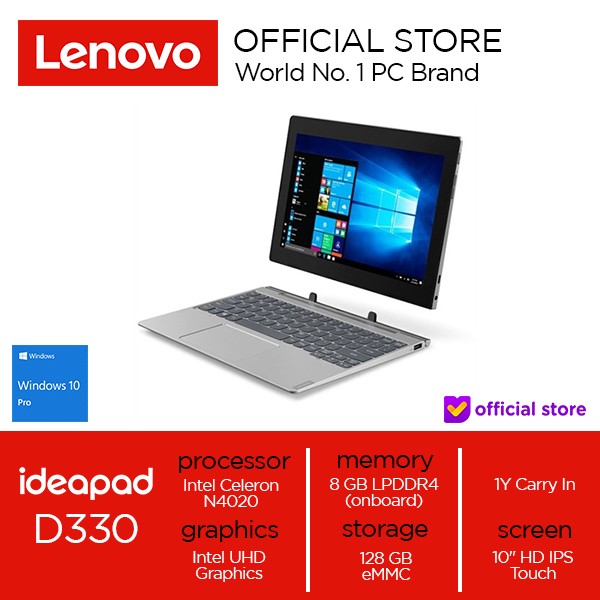 Lenovo
OFFICIAL STORE
World No. 1 PC Brand
Windows
Windows 10
Pro
official store
ideapad
D330
processor
Intel Celeron
N4020
graphics
Intel UHD
Graphics
memory
8 GB LPDDR4
(onboard)
storage
128 GB
eMMC
1Y Carry In
screen
10" HD IPS
Touch